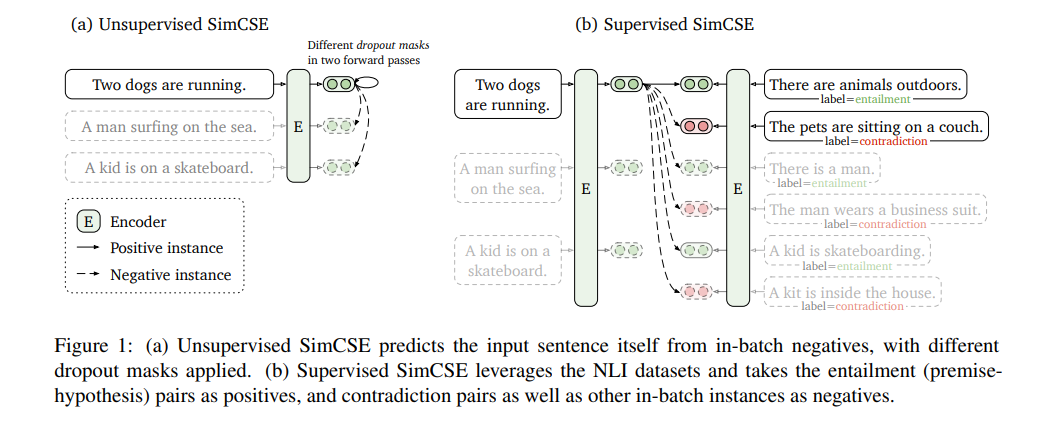 (a) Unsupervised SimCSE
Different dropout masks
in two forward passes
Two dogs are running.
A man surfing on the sea.
A kid is on a skateboard.
E
E Encoder
Positive instance
Negative instance
(b) Supervised SimCSE
Two dogs
are running.
A man surfing
on the sea.
A kid is on a
skateboard.
E
E
There are animals outdoors.
label=entailment
The pets are sitting on a couch.
label=contradiction
There is a man.
label=entailment
The man wears a business suit.
label=contradiction
A kid is skateboarding.
label=entailment
A kit is inside the house.
label=contradiction
Figure 1: (a) Unsupervised SimCSE predicts the input sentence itself from in-batch negatives, with different
dropout masks applied. (b) Supervised SimCSE leverages the NLI datasets and takes the entailment (premise-
hypothesis) pairs as positives, and contradiction pairs as well as other in-batch instances as negatives.